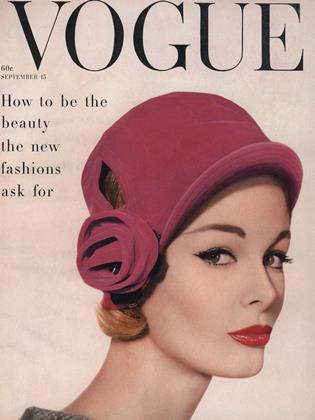 VOGUE
60c
SEPTEMBER 15
How to be the
beauty
the new
fashions
ask for